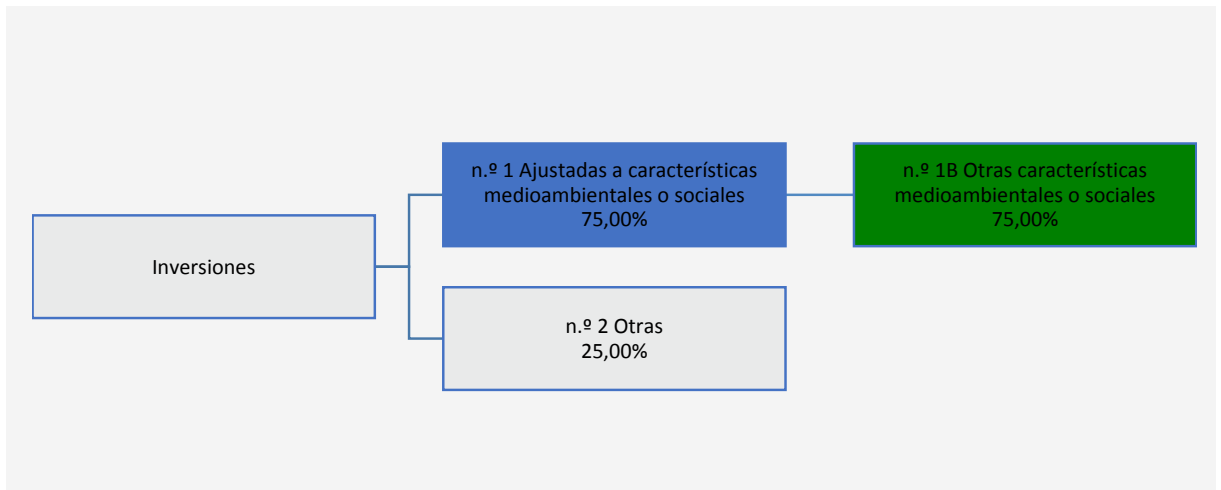 Inversiones
n.º 1 Ajustadas a características
medioambientales o sociales
75,00%
n.º 1B Otras características
medioambientales o sociales
75,00%
n.º 2 Otras
25,00%